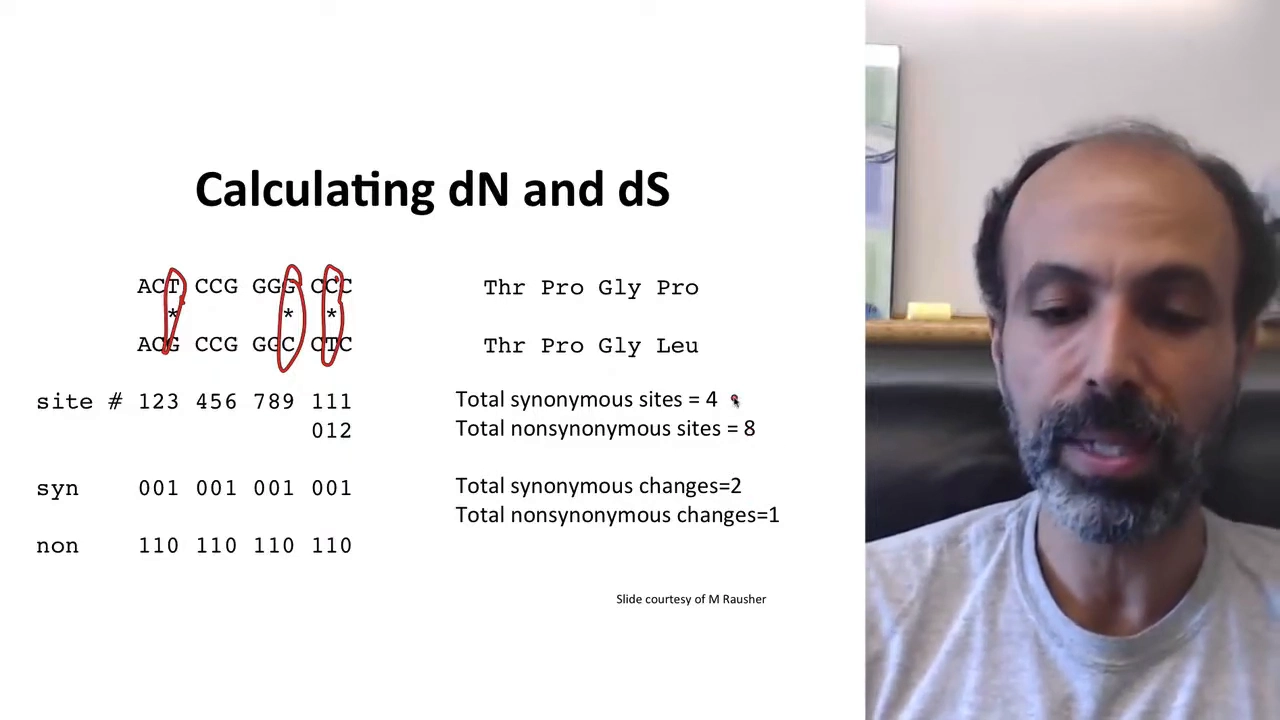 Calculating dN and dS
ACT CCG GGG CCC
* * *
ACG CCG GGC CTC
Thr Pro Gly Pro
Thr Pro Gly Leu
site # 123 456 789 111
012
syn 001 001 001 001
non 110 110 110 110
Total synonymous sites = 4
Total nonsynonymous sites = 8
Total synonymous changes=2
Total nonsynonymous changes=1
Slide courtesy of M Rausher